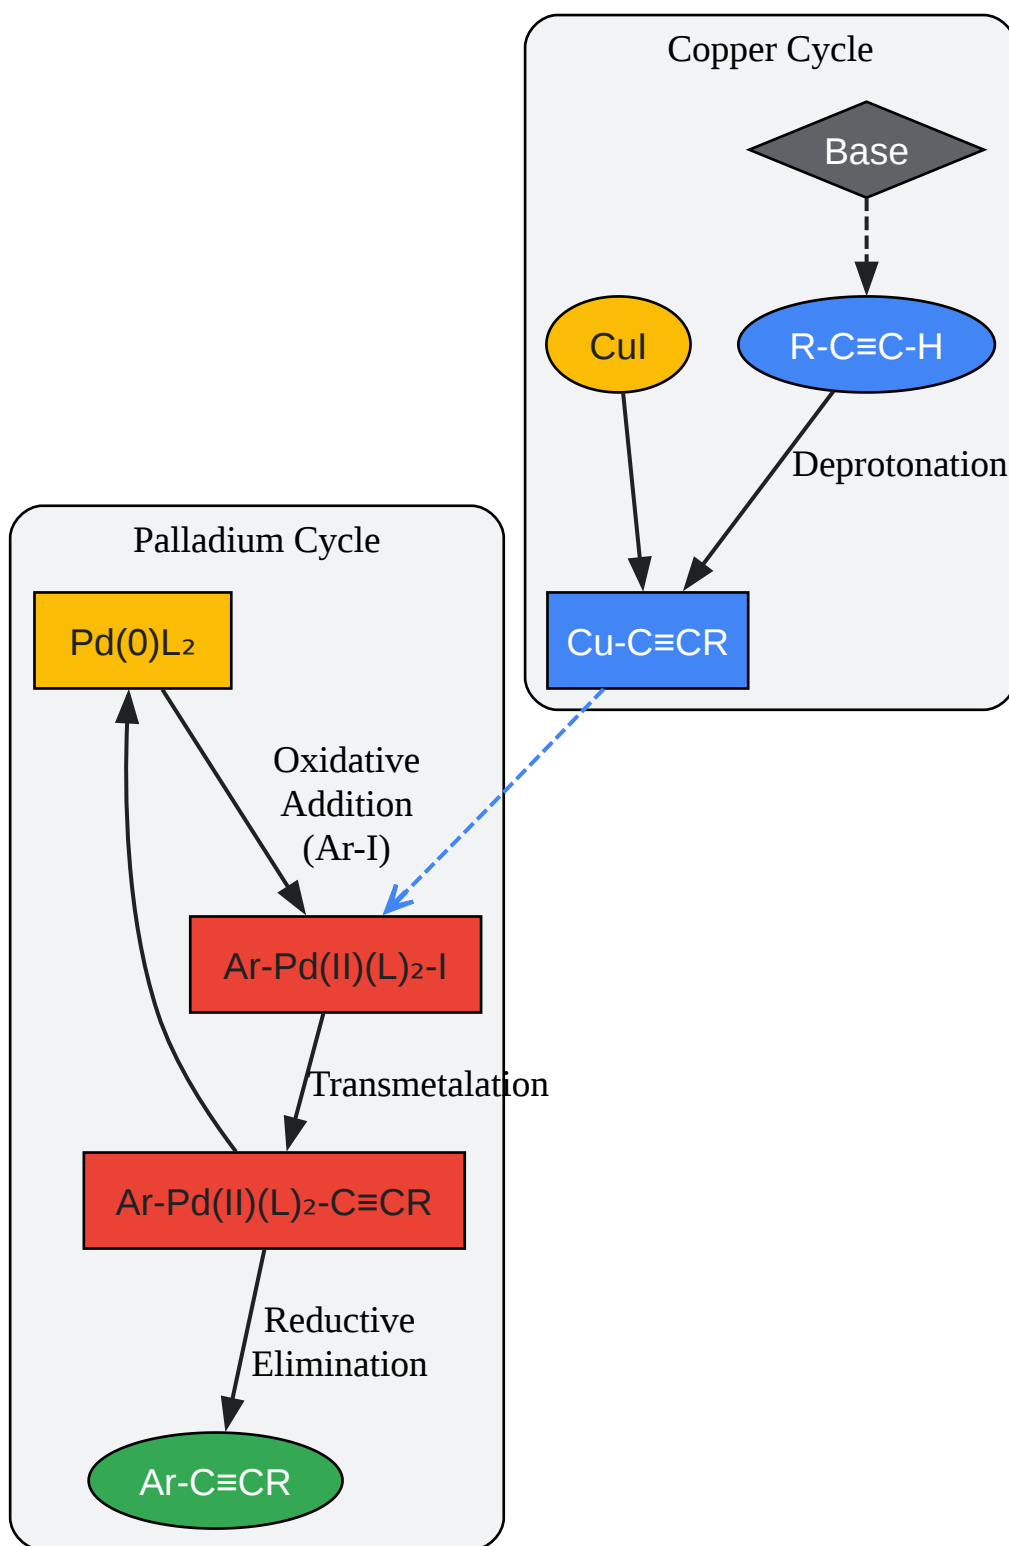 Copper Cycle
Base
CuI
R-C≡C-H
Deprotonation
Cu-C≡CR
Palladium Cycle
Pd(0)L₂
Oxidative
Addition
(Ar-I)
Ar-Pd(II)(L)₂-I
Transmetalation
Ar-Pd(II)(L)₂-C≡CR
Reductive
Elimination
Ar-C≡CR